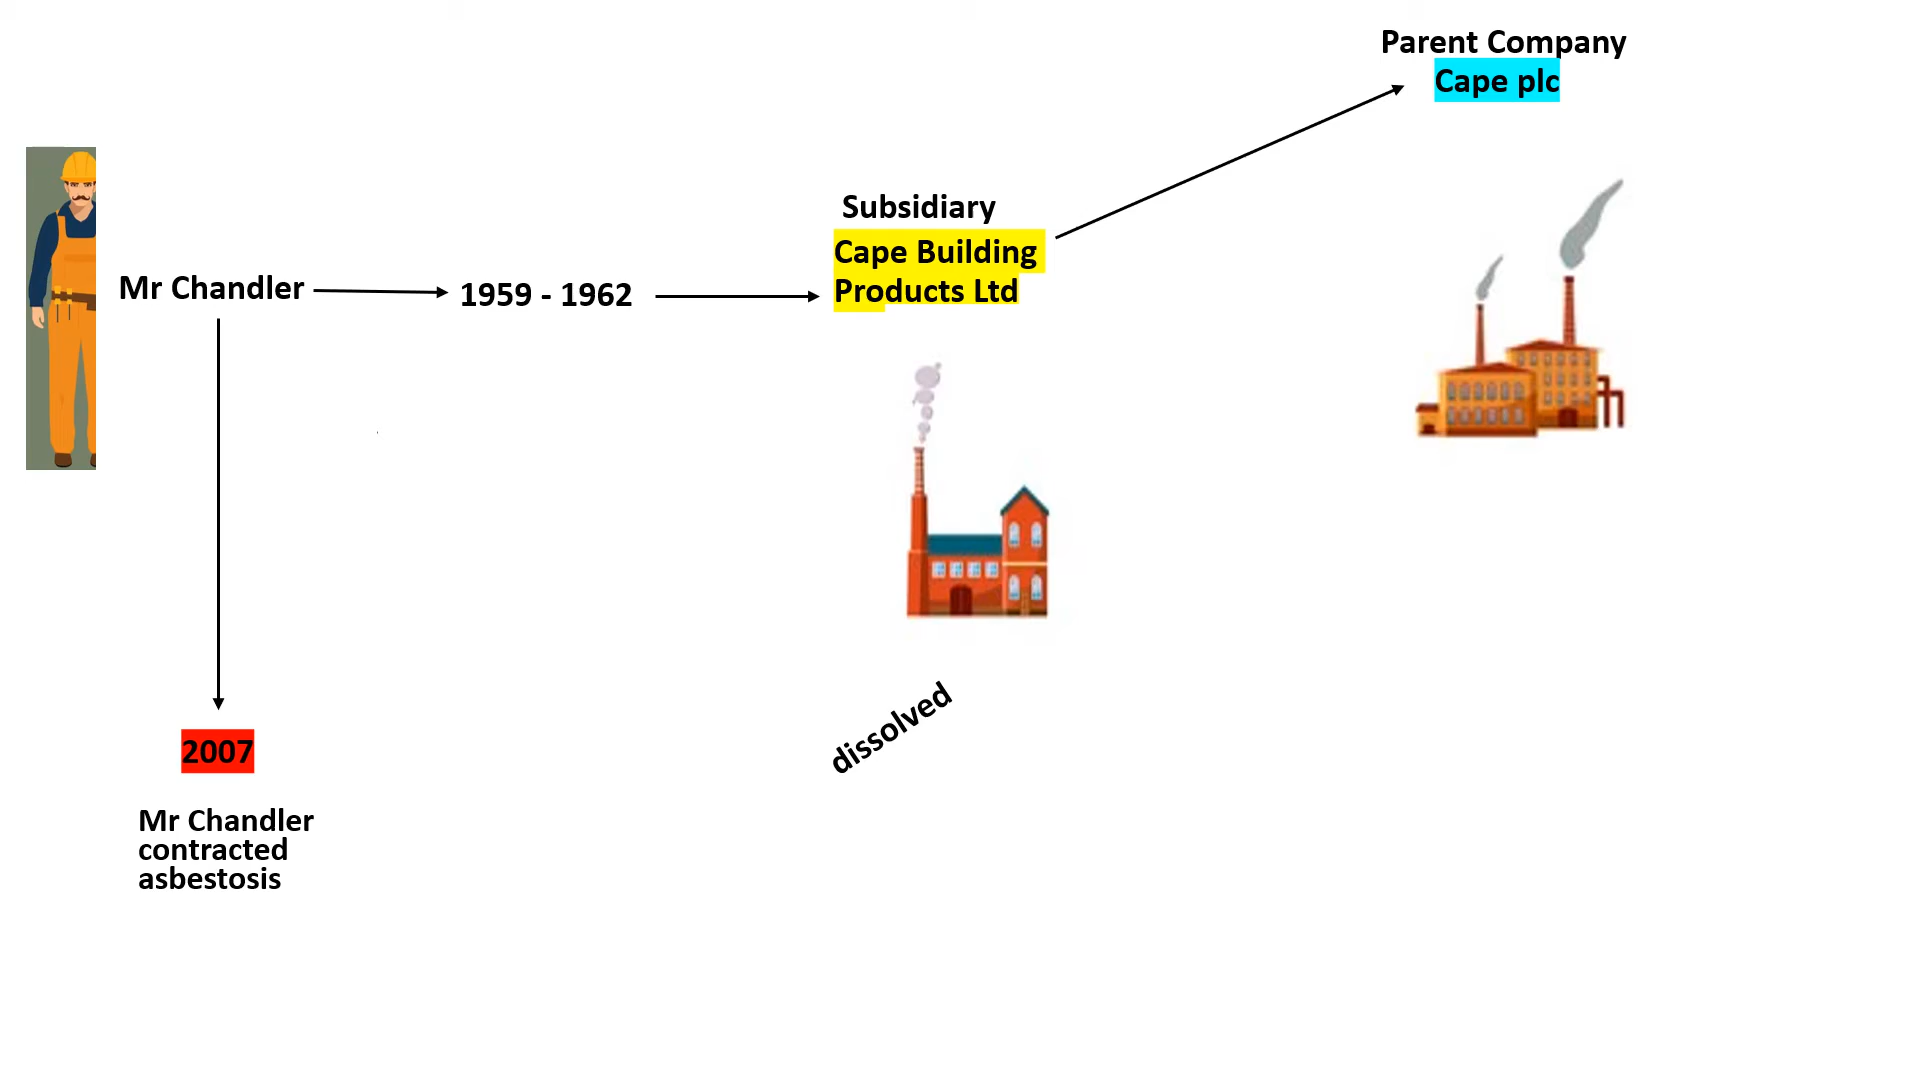 Parent Company
Cape plc
Subsidiary
Cape Building
Products Ltd
Mr Chandler
1959 - 1962
dissolved
2007
Mr Chandler
contracted
asbestosis